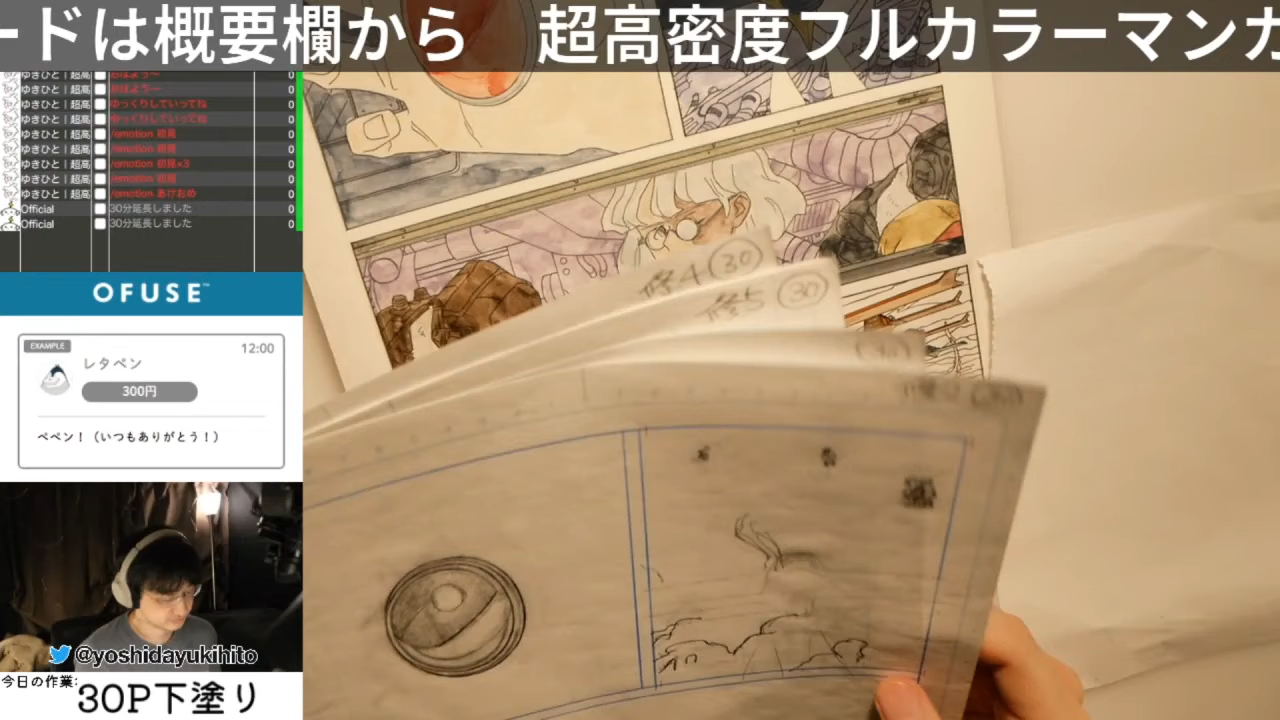 ードは概要欄から　超高密度フルカラーマンガ
ゆきひと | 超高 おはよう〜 0
ゆきひと | 超高 おはよう〜 0
ゆきひと | 超高 ゆっくりしていってね 0
ゆきひと | 超高 ゆっくりしていってね 0
ゆきひと | 超高 /emotion 初見 0
ゆきひと | 超高 /emotion 初見 0
ゆきひと | 超高 /emotion 初見×3 0
ゆきひと | 超高 /emotion 初見 0
ゆきひと | 超高 /emotion あけおめ 0
Official 30分延長しました 0
Official 30分延長しました 0
OFUSE™
EXAMPLE 12:00
レタペン
300円
ペペン！（いつもありがとう！）
@yoshidayukihito
今日の作業:
30P下塗り
修4 30
修5 30